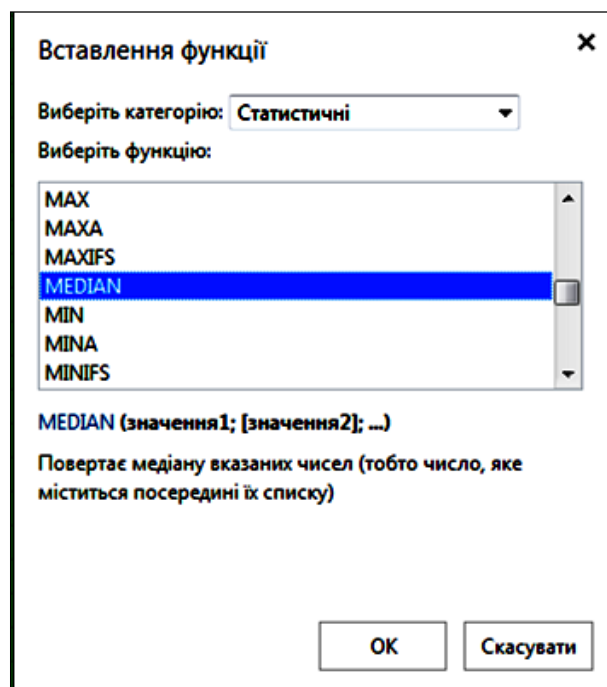 Вставлення функції
Виберіть категорію: Статистичні
Виберіть функцію:
MAX
MAXA
MAXIFS
MEDIAN
MIN
MINA
MINIFS
MEDIAN (значення1; [значення2]; ...)
Повертає медіану вказаних чисел (тобто число, яке
міститься посередині їх списку)
ОК Скасувати